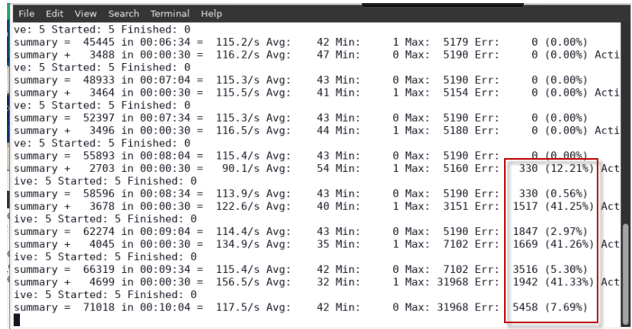 File Edit View Search Terminal Help
ve: 5 Started: 5 Finished: 0
summary = 45445 in 00:06:34 = 115.2/s Avg: 42 Min: 1 Max: 5179 Err: 0 (0.00%)
summary + 3488 in 00:00:30 = 116.2/s Avg: 47 Min: 0 Max: 5190 Err: 0 (0.00%) Acti
ve: 5 Started: 5 Finished: 0
summary = 48933 in 00:07:04 = 115.3/s Avg: 43 Min: 0 Max: 5190 Err: 0 (0.00%)
summary + 3464 in 00:00:30 = 115.5/s Avg: 41 Min: 1 Max: 5154 Err: 0 (0.00%) Acti
ve: 5 Started: 5 Finished: 0
summary = 52397 in 00:07:34 = 115.3/s Avg: 43 Min: 0 Max: 5190 Err: 0 (0.00%)
summary + 3496 in 00:00:30 = 116.5/s Avg: 44 Min: 1 Max: 5180 Err: 0 (0.00%) Acti
ve: 5 Started: 5 Finished: 0
summary = 55893 in 00:08:04 = 115.4/s Avg: 43 Min: 0 Max: 5190 Err: 0 (0.00%)
summary + 2703 in 00:00:30 = 90.1/s Avg: 54 Min: 1 Max: 5160 Err: 330 (12.21%) Act
ive: 5 Started: 5 Finished: 0
summary = 58596 in 00:08:34 = 113.9/s Avg: 43 Min: 0 Max: 5190 Err: 330 (0.56%)
summary + 3678 in 00:00:30 = 122.6/s Avg: 40 Min: 1 Max: 3151 Err: 1517 (41.25%) Act
ive: 5 Started: 5 Finished: 0
summary = 62274 in 00:09:04 = 114.4/s Avg: 43 Min: 0 Max: 5190 Err: 1847 (2.97%)
summary + 4045 in 00:00:30 = 134.9/s Avg: 35 Min: 1 Max: 7102 Err: 1669 (41.26%) Act
ive: 5 Started: 5 Finished: 0
summary = 66319 in 00:09:34 = 115.4/s Avg: 42 Min: 0 Max: 7102 Err: 3516 (5.30%)
summary + 4699 in 00:00:30 = 156.5/s Avg: 32 Min: 1 Max: 31968 Err: 1942 (41.33%) Act
ive: 5 Started: 5 Finished: 0
summary = 71018 in 00:10:04 = 117.5/s Avg: 42 Min: 0 Max: 31968 Err: 5458 (7.69%)